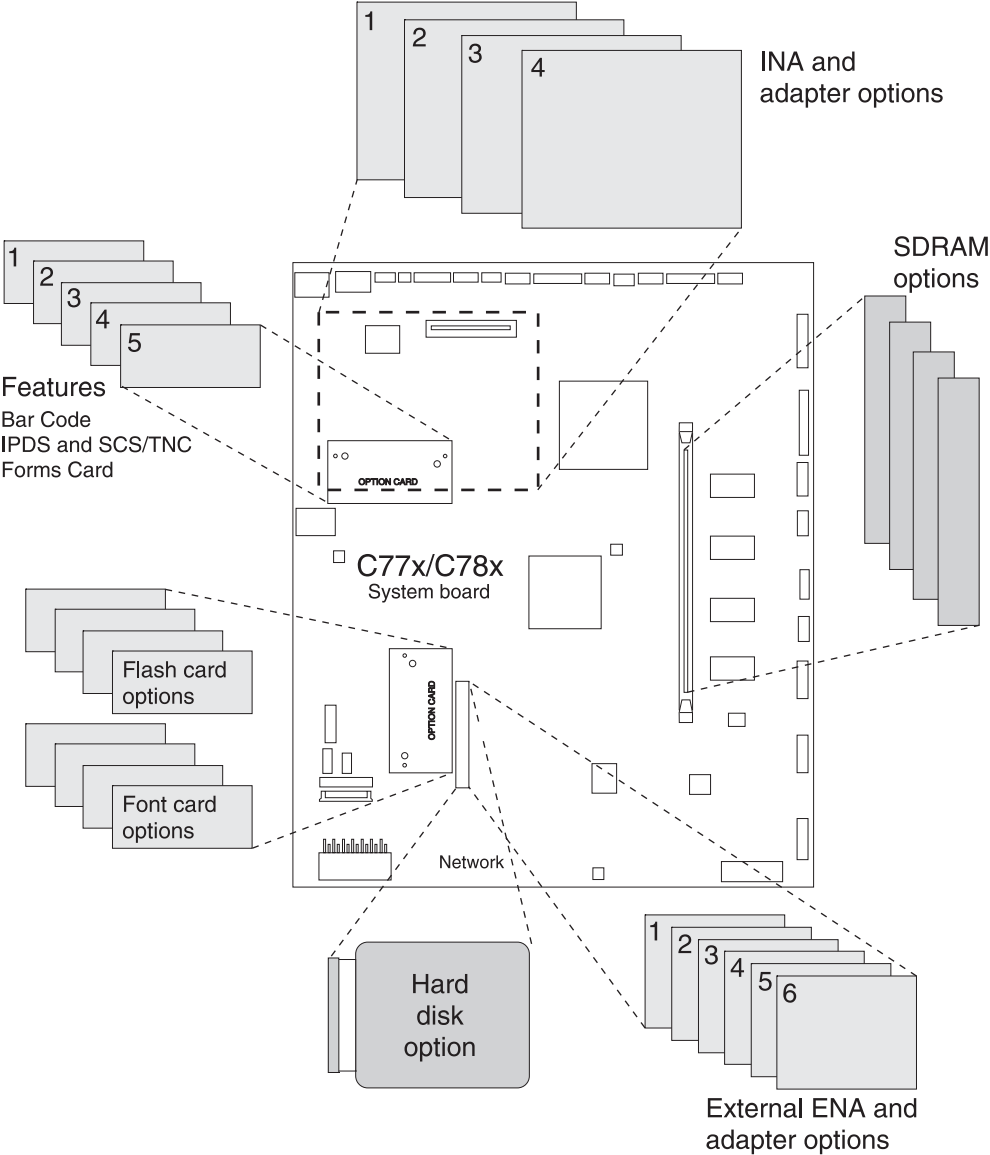 1
2
3
4
INA and
adapter options
1
2
3
4
5
Features
Bar Code
IPDS and SCS/TNC
Forms Card
SDRAM
options
OPTION CARD
C77x/C78x
System board
Flash card
options
OPTION CARD
Font card
options
Network
Hard
disk
option
1
2
3
4
5
6
External ENA and
adapter options